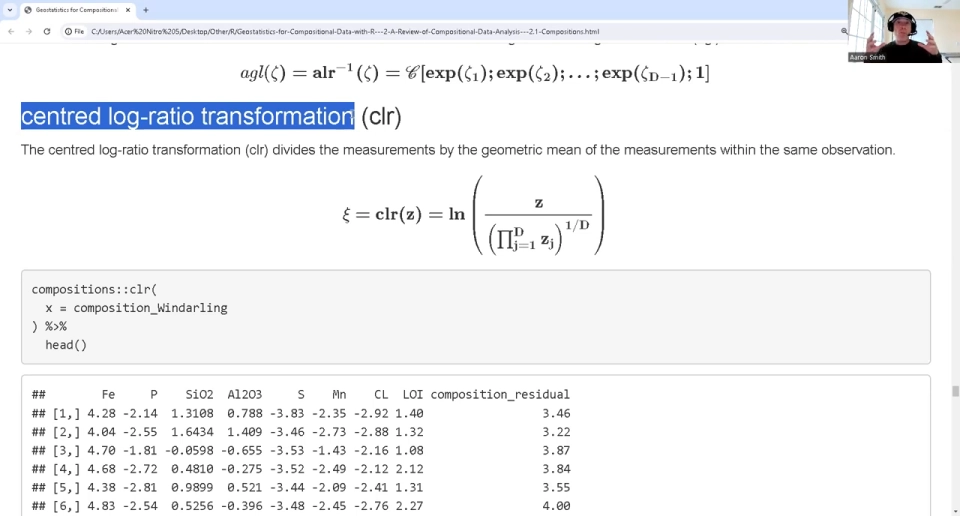 Geostatistics for Compositional
File C:/Users/Acer%20Nitro%205/Desktop/Other/R/Geostatistics-for-Compositional-Data-with-R---2-A-Review-of-Compositional-Data-Analysis---2.1-Compositions.html
Aaron Smith
agl(ζ) = alr⁻¹(ζ) = 𝒞[exp(ζ₁); exp(ζ₂); …; exp(ζ_{D−1}); 1]
centred log-ratio transformation (clr)
The centred log-ratio transformation (clr) divides the measurements by the geometric mean of the measurements within the same observation.
ξ = clr(z) = ln ( z / (∏_{j=1}^{D} z_j)^{1/D} )
compositions::clr(
x = composition_Windarling
) %>%
head()
## Fe P SiO2 Al2O3 S Mn CL LOI composition_residual
## [1,] 4.28 -2.14 1.3108 0.788 -3.83 -2.35 -2.92 1.40 3.46
## [2,] 4.04 -2.55 1.6434 1.409 -3.46 -2.73 -2.88 1.32 3.22
## [3,] 4.70 -1.81 -0.0598 -0.655 -3.53 -1.43 -2.16 1.08 3.87
## [4,] 4.68 -2.72 0.4810 -0.275 -3.52 -2.49 -2.12 2.12 3.84
## [5,] 4.38 -2.81 0.9899 0.521 -3.44 -2.09 -2.41 1.31 3.55
## [6,] 4.83 -2.54 0.5256 -0.396 -3.48 -2.45 -2.76 2.27 4.00